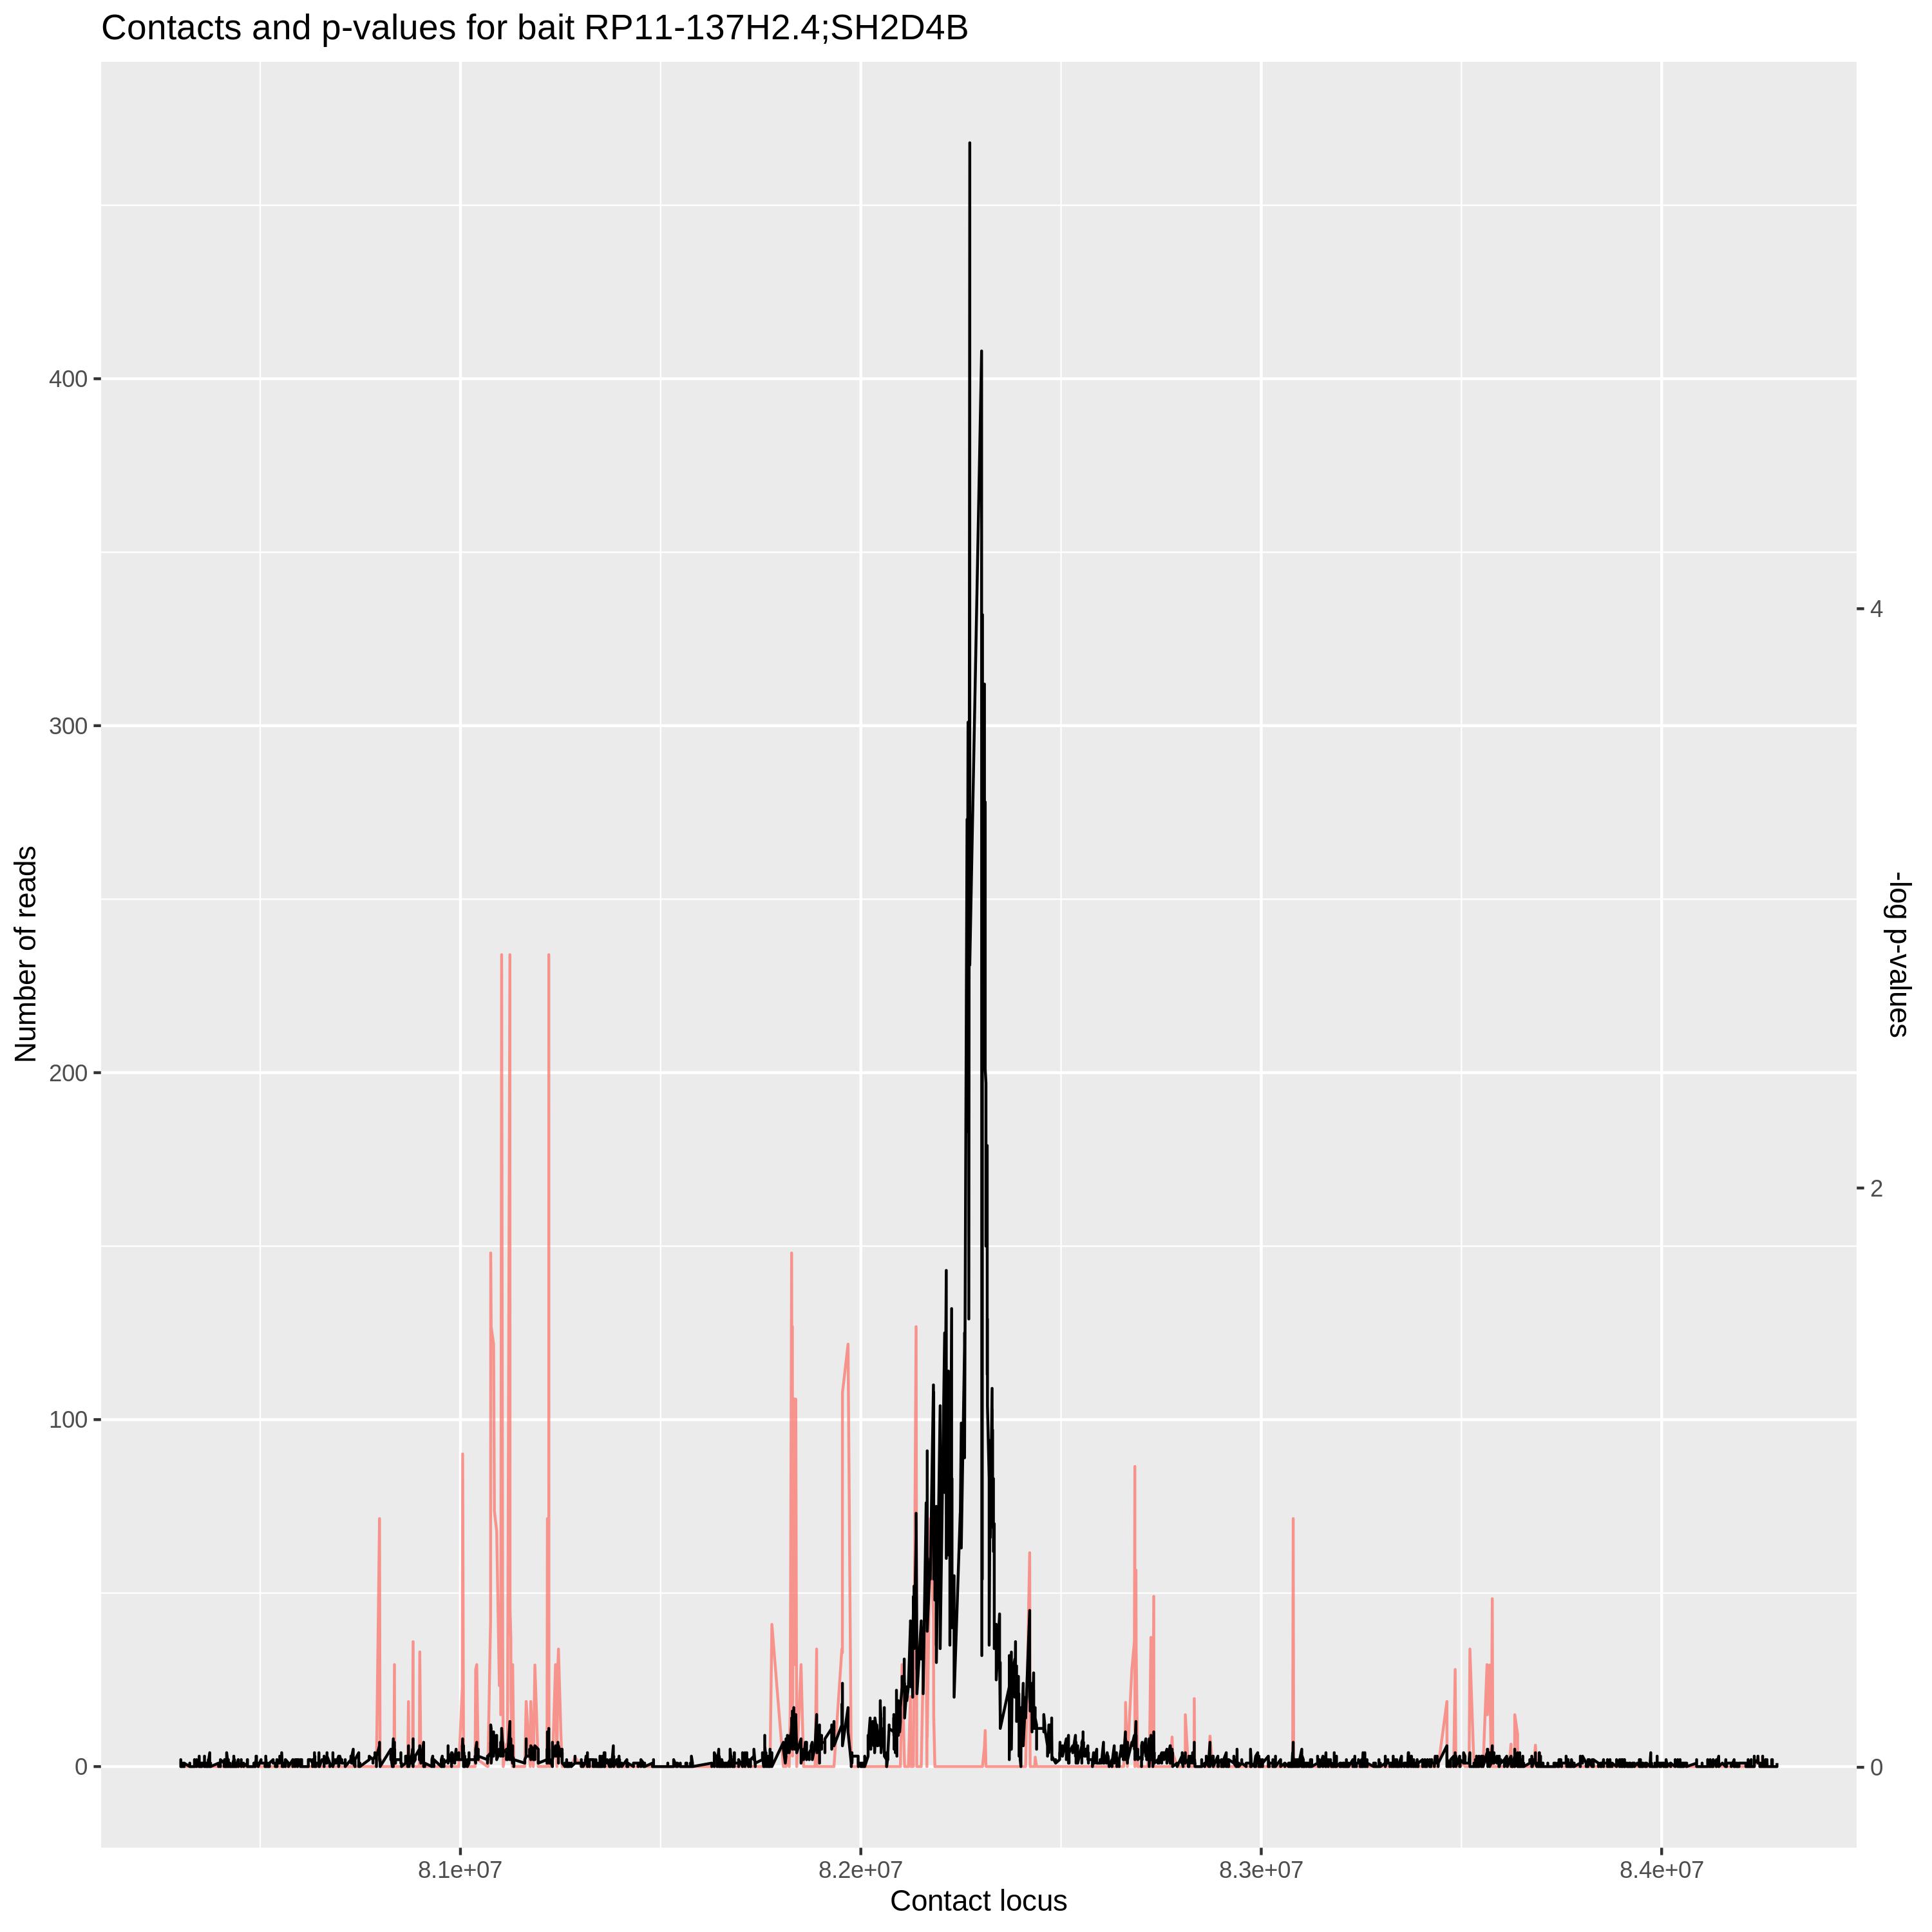 Contacts and p-values for bait RP11-137H2.4;SH2D4B
400
300
200
100
0
Number of reads
4
2
0
-log p-values
8.1e+07 8.2e+07 8.3e+07 8.4e+07
Contact locus